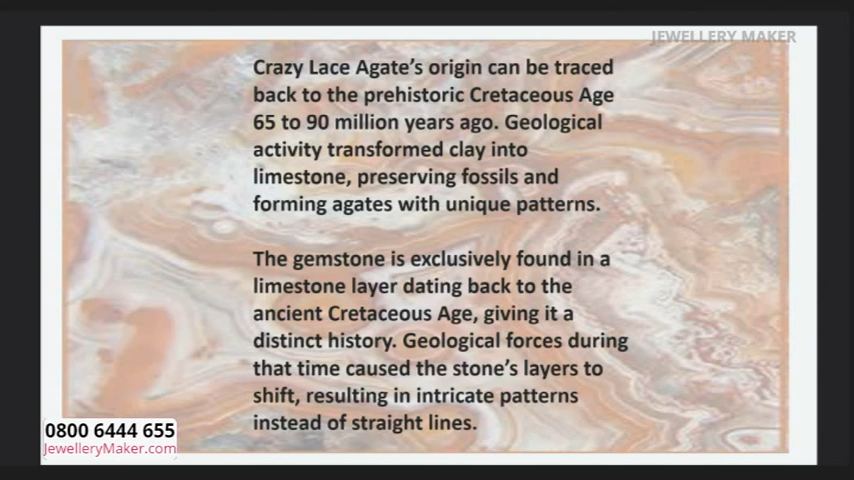 JEWELLERY MAKER
Crazy Lace Agate's origin can be traced
back to the prehistoric Cretaceous Age
65 to 90 million years ago. Geological
activity transformed clay into
limestone, preserving fossils and
forming agates with unique patterns.
The gemstone is exclusively found in a
limestone layer dating back to the
ancient Cretaceous Age, giving it a
distinct history. Geological forces during
that time caused the stone's layers to
shift, resulting in intricate patterns
instead of straight lines.
0800 6444 655
JewelleryMaker.com